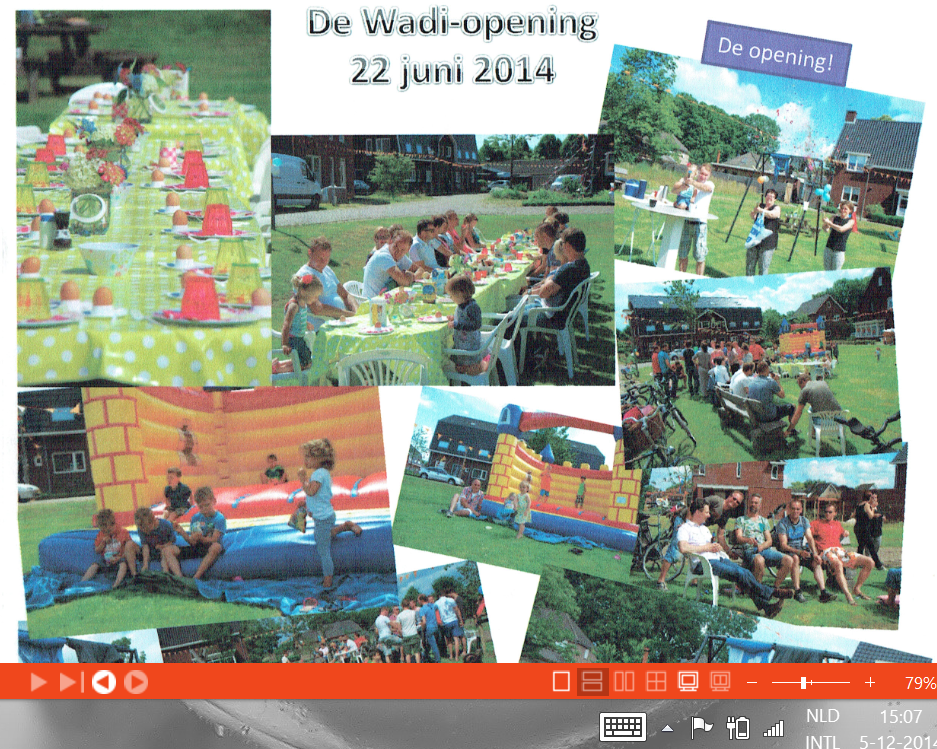 De Wadi-opening
22 juni 2014
De opening!
79%
NLD
15:07
INTL
5-12-2014